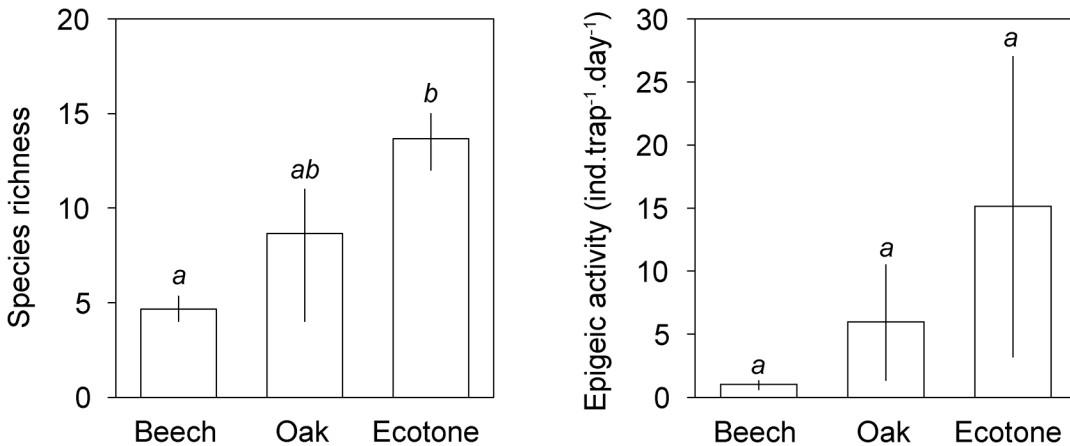 Species richness
20
15
10
5
0
a
ab
b
Beech
Oak
Ecotone
Epigeic activity (ind.trap⁻¹.day⁻¹)
30
25
20
15
10
5
0
a
a
a
Beech
Oak
Ecotone